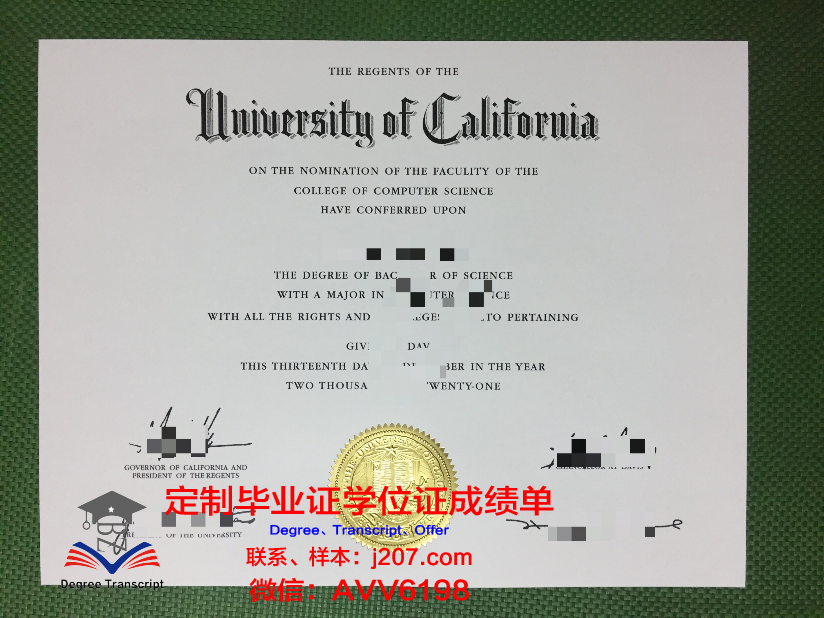 THE REGENTS OF THE
University of California
ON THE NOMINATION OF THE FACULITY OF THE
COLLEGE OF COMPUTER SCIENCE
HAVE CONFERRED UPON
THE DEGREE OF OF SCIENCE
WITH A MAJOR IN
WITH ALL THE RIGHTS AND TO PERTAINING
THIS THIRTEENTH IN THE YEAR
TWO TWENTY-ONE
GOVERNOR OF CALIFORNIA AND
PRESIDENT OF THE REGENTS
OF THE UNIVERSITY
定制毕业证学位证成绩单
Degree、Transcript、Offer
联系、样本：j207.com
微信：AVV6198
Degree Transcript